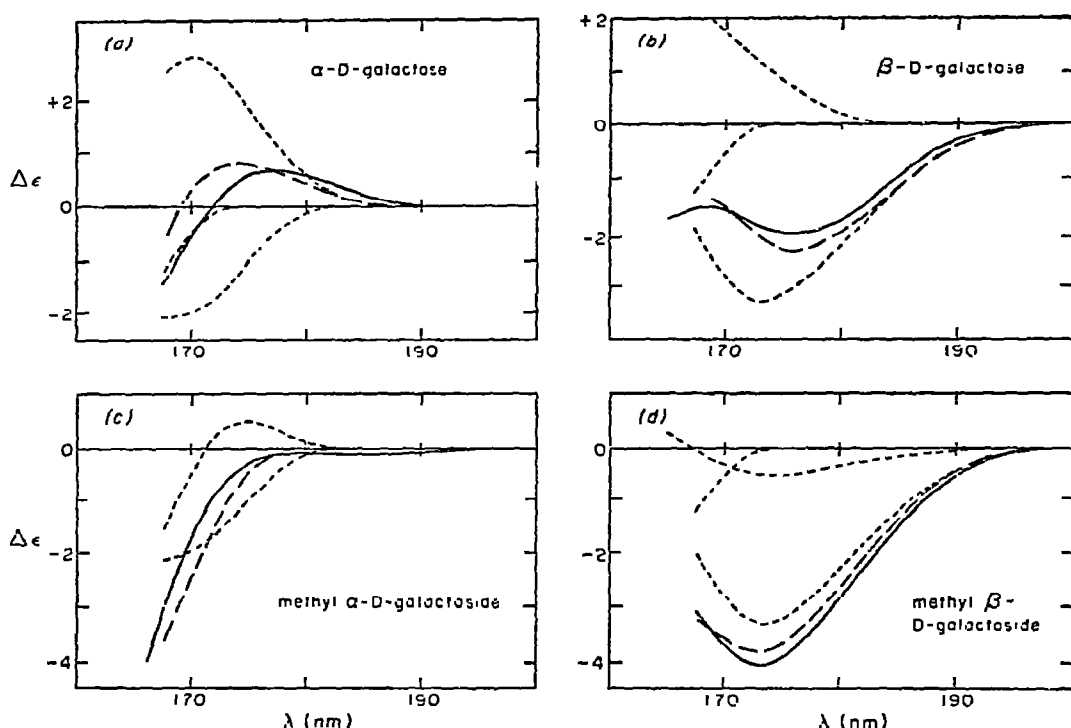 (a)
α-D-galactose
+2
0
-2
Δϵ
170
190
(b)
β-D-galactose
+2
0
-2
170
190
(c)
0
-2
-4
Δϵ
methyl α-D-galactoside
170
190
λ (nm)
(d)
0
-2
-4
methyl β-
D-galactoside
170
190
λ (nm)